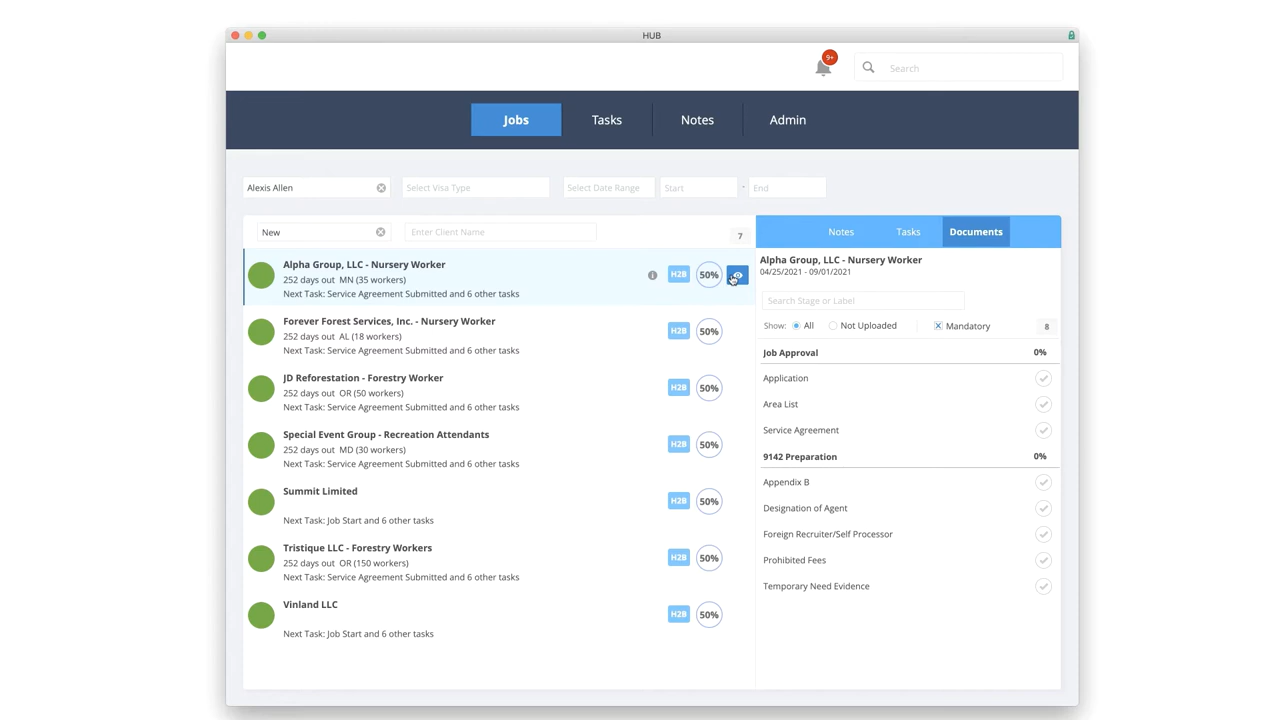 HUB
9+
Search
Jobs
Tasks
Notes
Admin
Alexis Allen
Select Visa Type
Select Date Range
Start
-
End
New
Enter Client Name
7
Alpha Group, LLC - Nursery Worker
252 days out MN (35 workers)
Next Task: Service Agreement Submitted and 6 other tasks
H2B
50%
Forever Forest Services, Inc. - Nursery Worker
252 days out AL (18 workers)
Next Task: Service Agreement Submitted and 6 other tasks
H2B
50%
JD Reforestation - Forestry Worker
252 days out OR (50 workers)
Next Task: Service Agreement Submitted and 6 other tasks
H2B
50%
Special Event Group - Recreation Attendants
252 days out MD (30 workers)
Next Task: Service Agreement Submitted and 6 other tasks
H2B
50%
Summit Limited
Next Task: Job Start and 6 other tasks
H2B
50%
Tristique LLC - Forestry Workers
252 days out OR (150 workers)
Next Task: Service Agreement Submitted and 6 other tasks
H2B
50%
Vinland LLC
Next Task: Job Start and 6 other tasks
H2B
50%
Notes
Tasks
Documents
Alpha Group, LLC - Nursery Worker
04/25/2021 - 09/01/2021
Search Stage or Label
Show: All Not Uploaded Mandatory 8
Job Approval 0%
Application
Area List
Service Agreement
9142 Preparation 0%
Appendix B
Designation of Agent
Foreign Recruiter/Self Processor
Prohibited Fees
Temporary Need Evidence